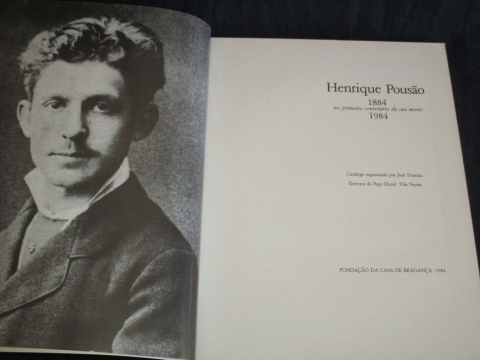 Henrique Pousão
1884
no primeiro centenário da sua morte
1984
Catálogo organizado por José Teixeira
Director do Paço Ducal - Vila Viçosa
FUNDAÇÃO DA CASA DE BRAGANÇA · 1984